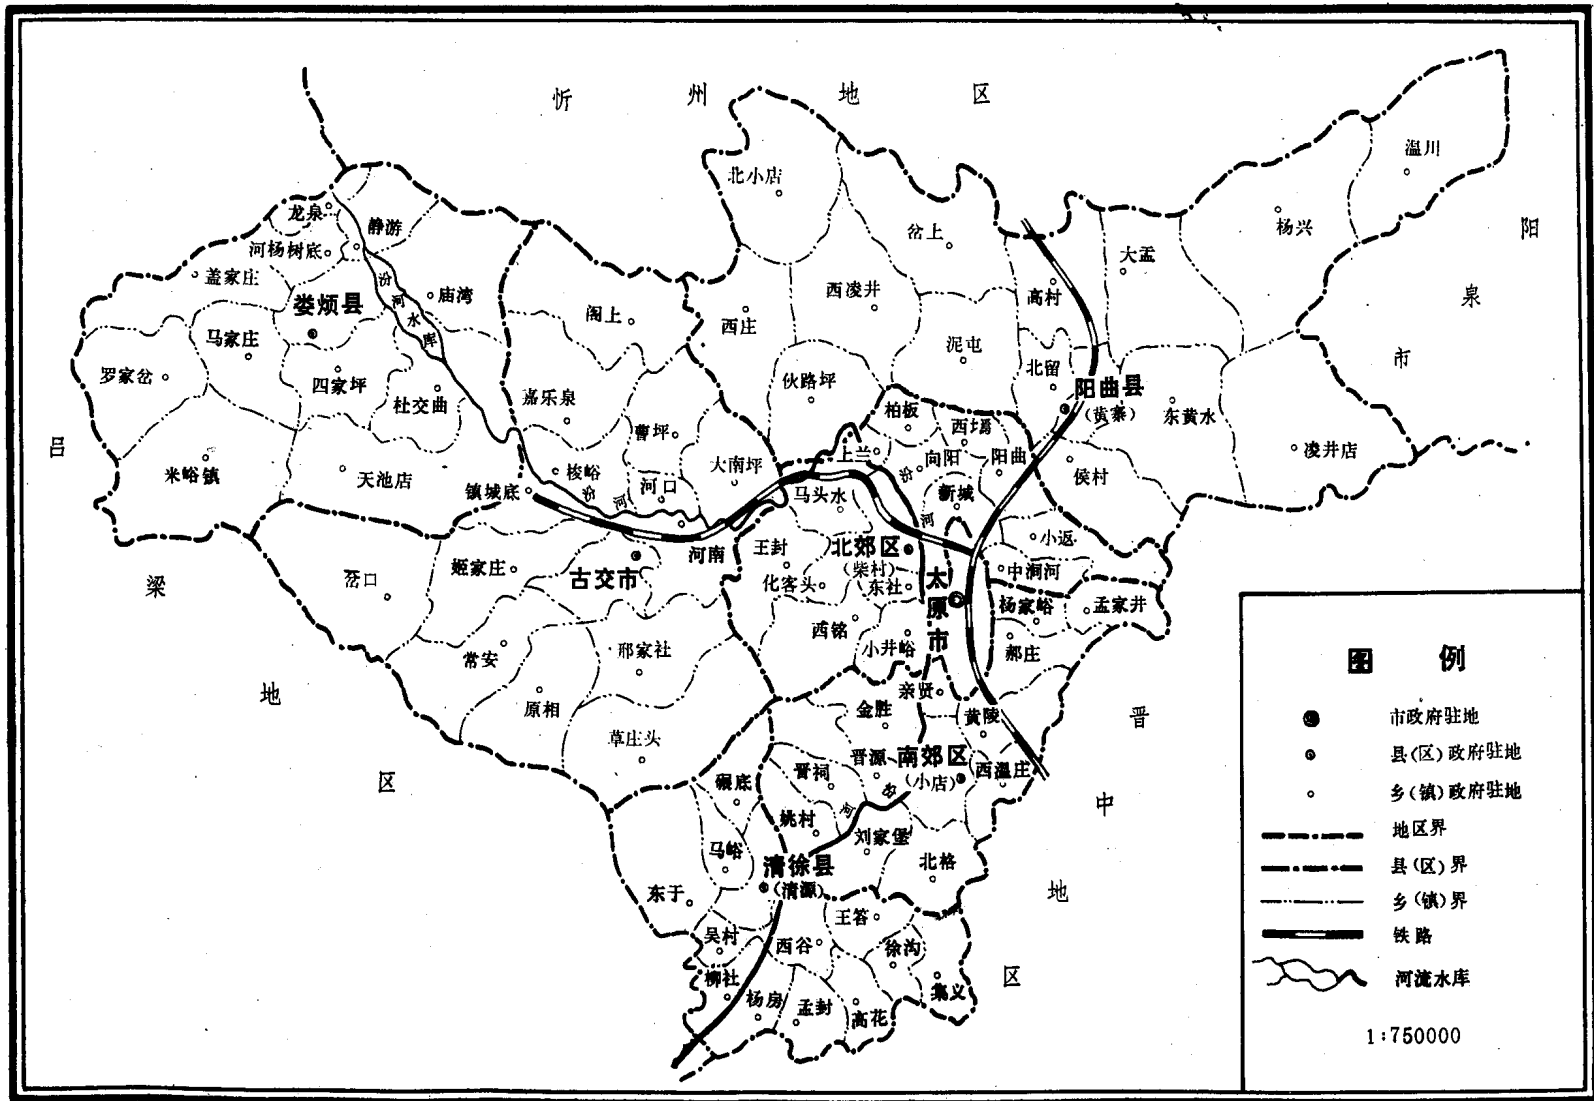 忻州地区
温川
北小店
杨兴
龙泉
静游
岔上
阳泉市
河杨树底
大盂
盖家庄
汾河水库
庙湾
西凌井
高村
娄烦县
阁上
西庄
马家庄
泥屯
罗家岔
四家坪
伙路坪
北留
阳曲县
杜交曲
嘉乐泉
柏板
(黄寨)
东黄水
曹坪
西墕
吕梁地区
上兰
向阳
阳曲
凌井店
米峪镇
天池店
梭峪
大南坪
汾河
侯村
镇城底
汾河
河口
马头水
新城
小返
河南
王封
北郊区
岔口
姬家庄
古交市
(柴村)
中涧河
化客头
东社
太原市
杨家峪
孟家井
西铭
小井峪
郝庄
常安
邢家社
亲贤
原相
金胜
黄陵
晋中地区
草庄头
晋源
南郊区
西温庄
晋祠
碾底
(小店)
汾河
姚村
刘家堡
马峪
清徐县
北格
东于
(清源)
王答
吴村
西谷
徐沟
柳社
集义
杨房
孟封
高花
图例
市政府驻地
县(区)政府驻地
乡(镇)政府驻地
地区界
县(区)界
乡(镇)界
铁路
河流水库
1:750000